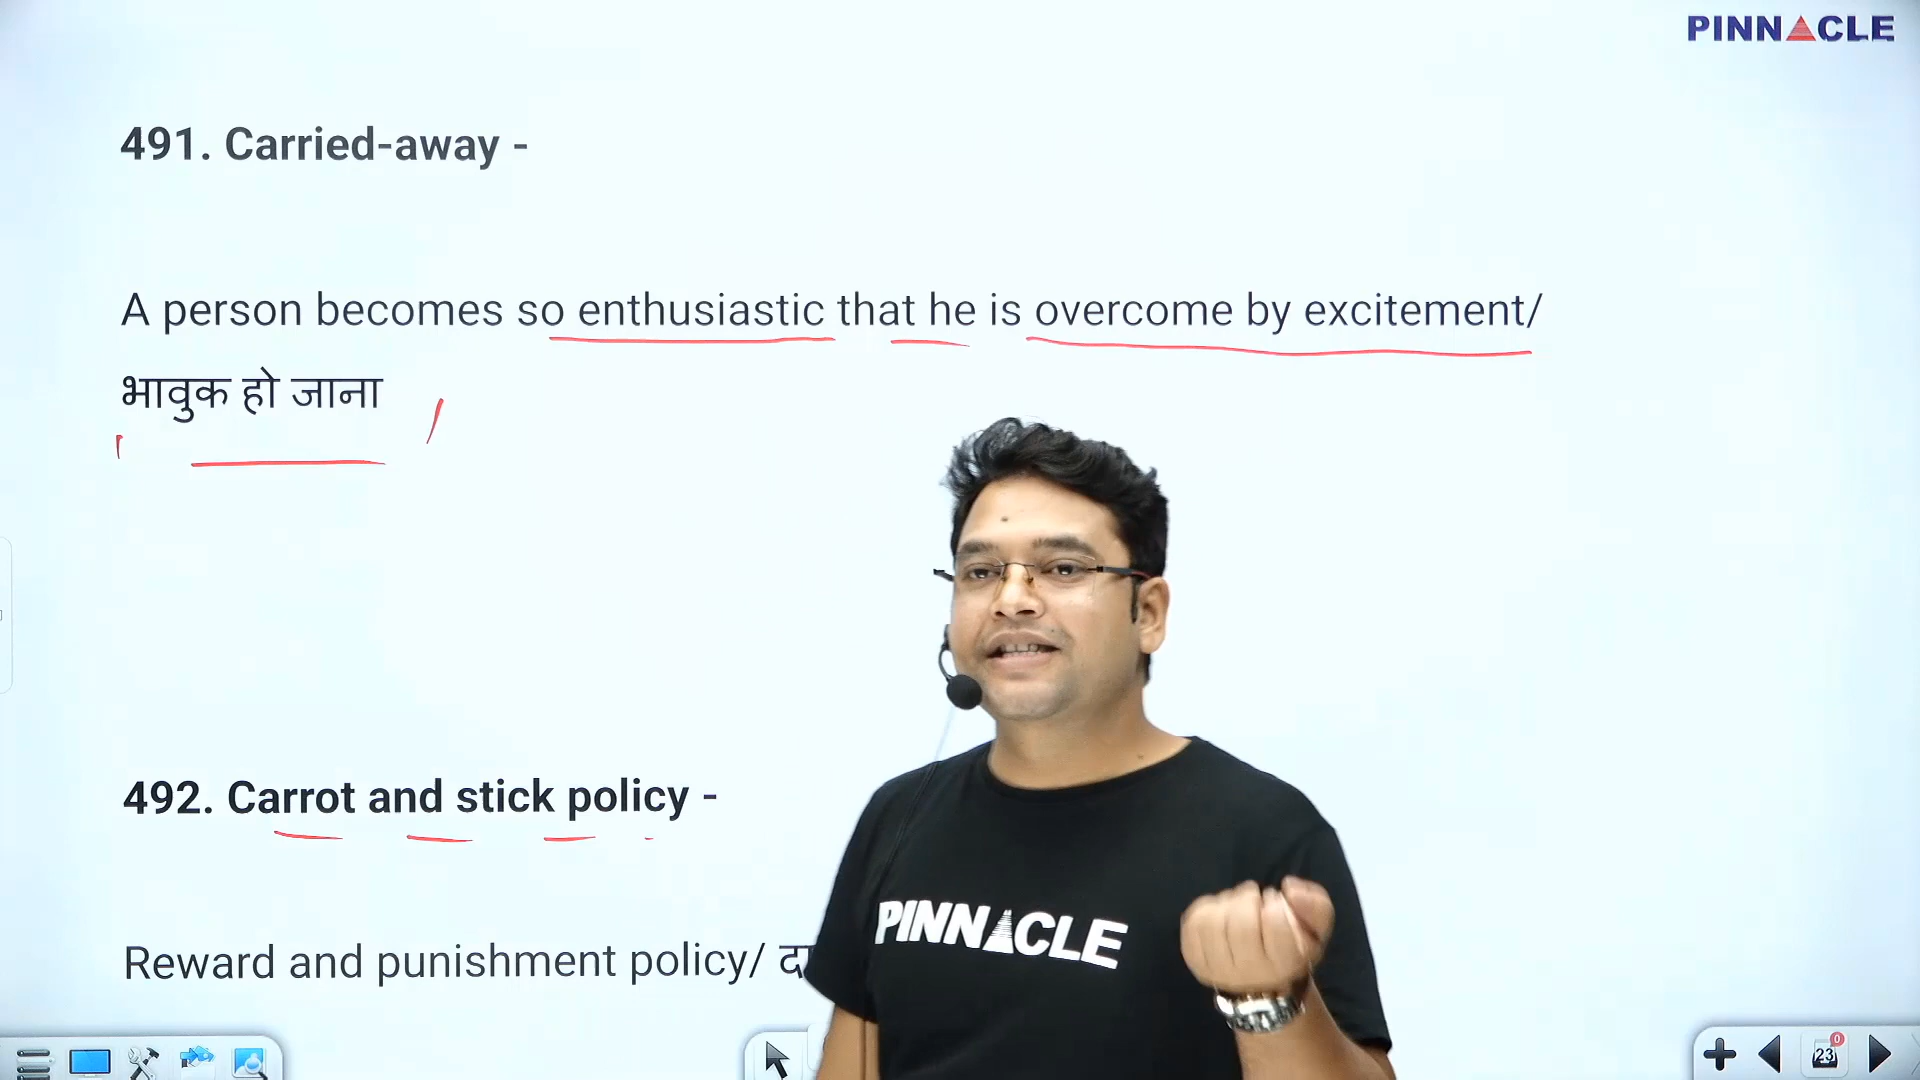 PINNACLE
491. Carried-away -
A person becomes so enthusiastic that he is overcome by excitement/
भावुक हो जाना
492. Carrot and stick policy -
Reward and punishment policy/
PINNACLE
23
0